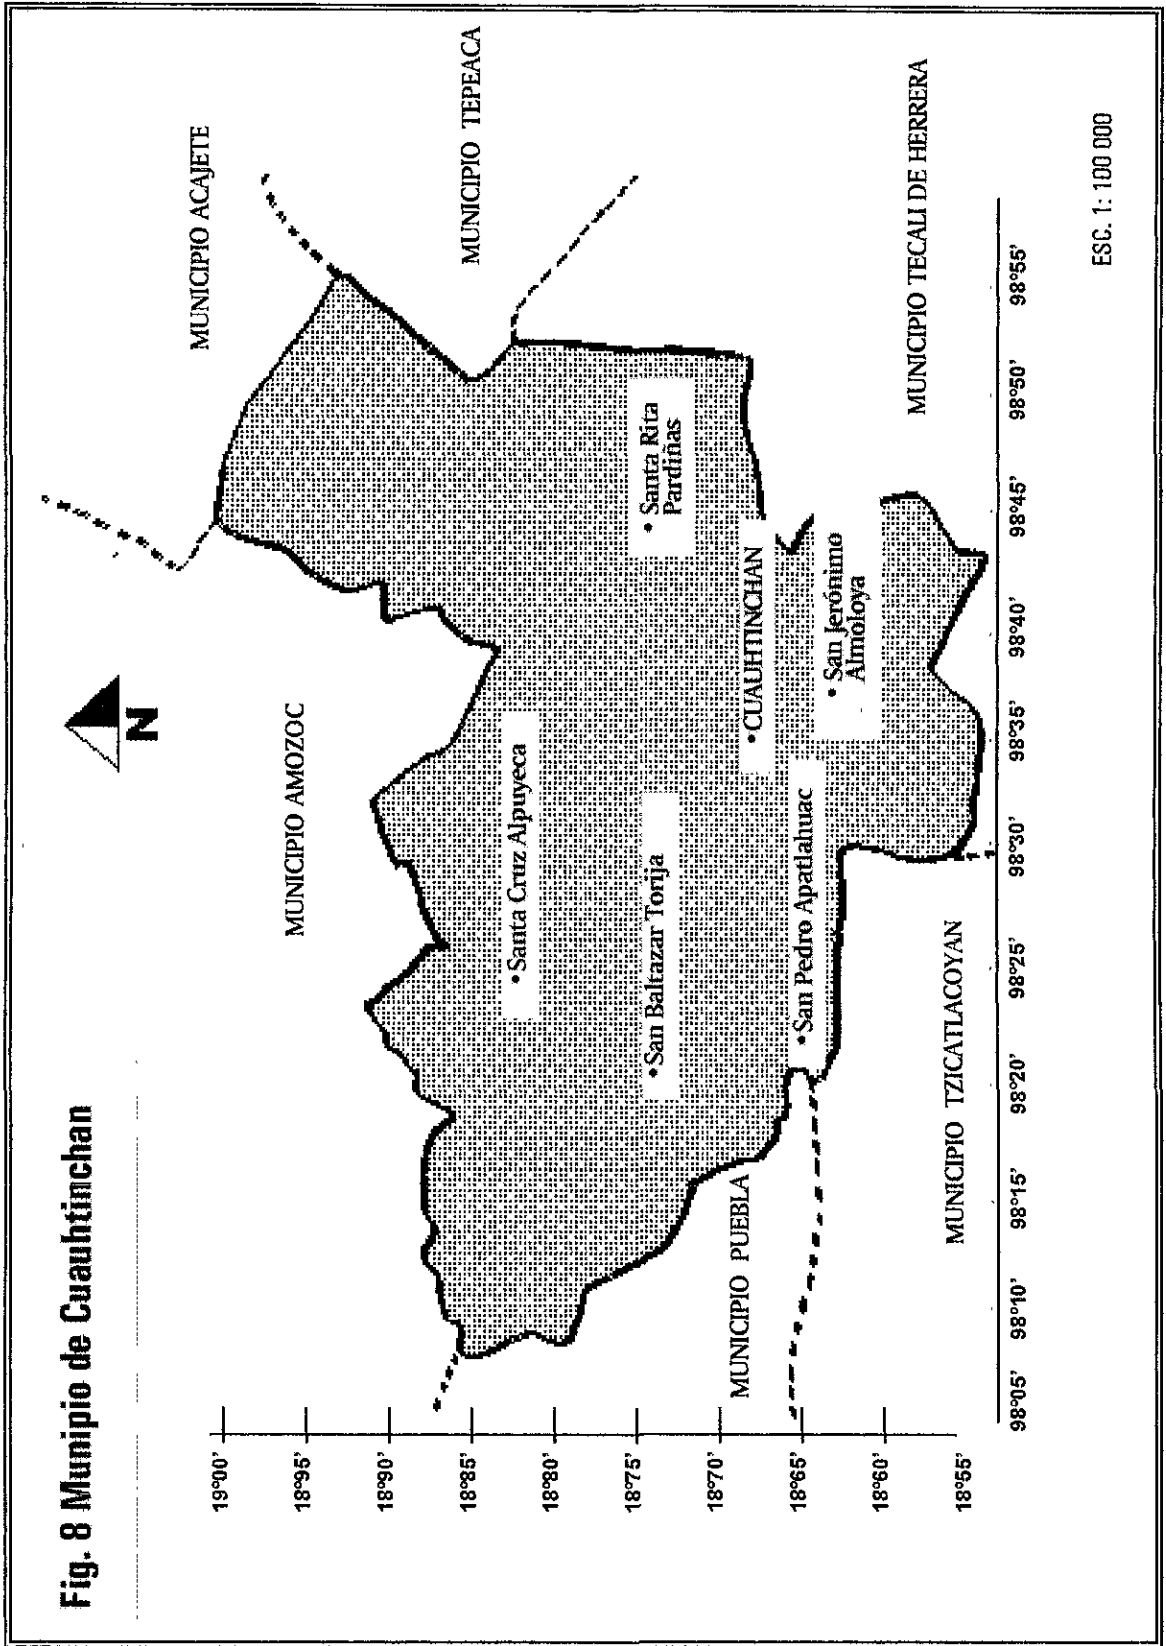 Fig. 8 Munipio de Cuauhtinchan
N
MUNICIPIO ACAJETE
MUNICIPIO AMOZOC
MUNICIPIO TEPEACA
• Santa Cruz Alpuyeca
• Santa Rita
Pardiñas
• San Baltazar Torija
• CUAUHTINCHAN
• San Pedro Apatlahuac
• San Jerónimo
Almoloya
MUNICIPIO PUEBLA
MUNICIPIO TZICATLACOYAN
MUNICIPIO TECALI DE HERRERA
19°00'
18°95'
18°90'
18°85'
18°80'
18°75'
18°70'
18°65'
18°60'
18°55'
98°05'
98°10'
98°15'
98°20'
98°25'
98°30'
98°35'
98°40'
98°45'
98°50'
98°55'
ESC. 1: 100 000